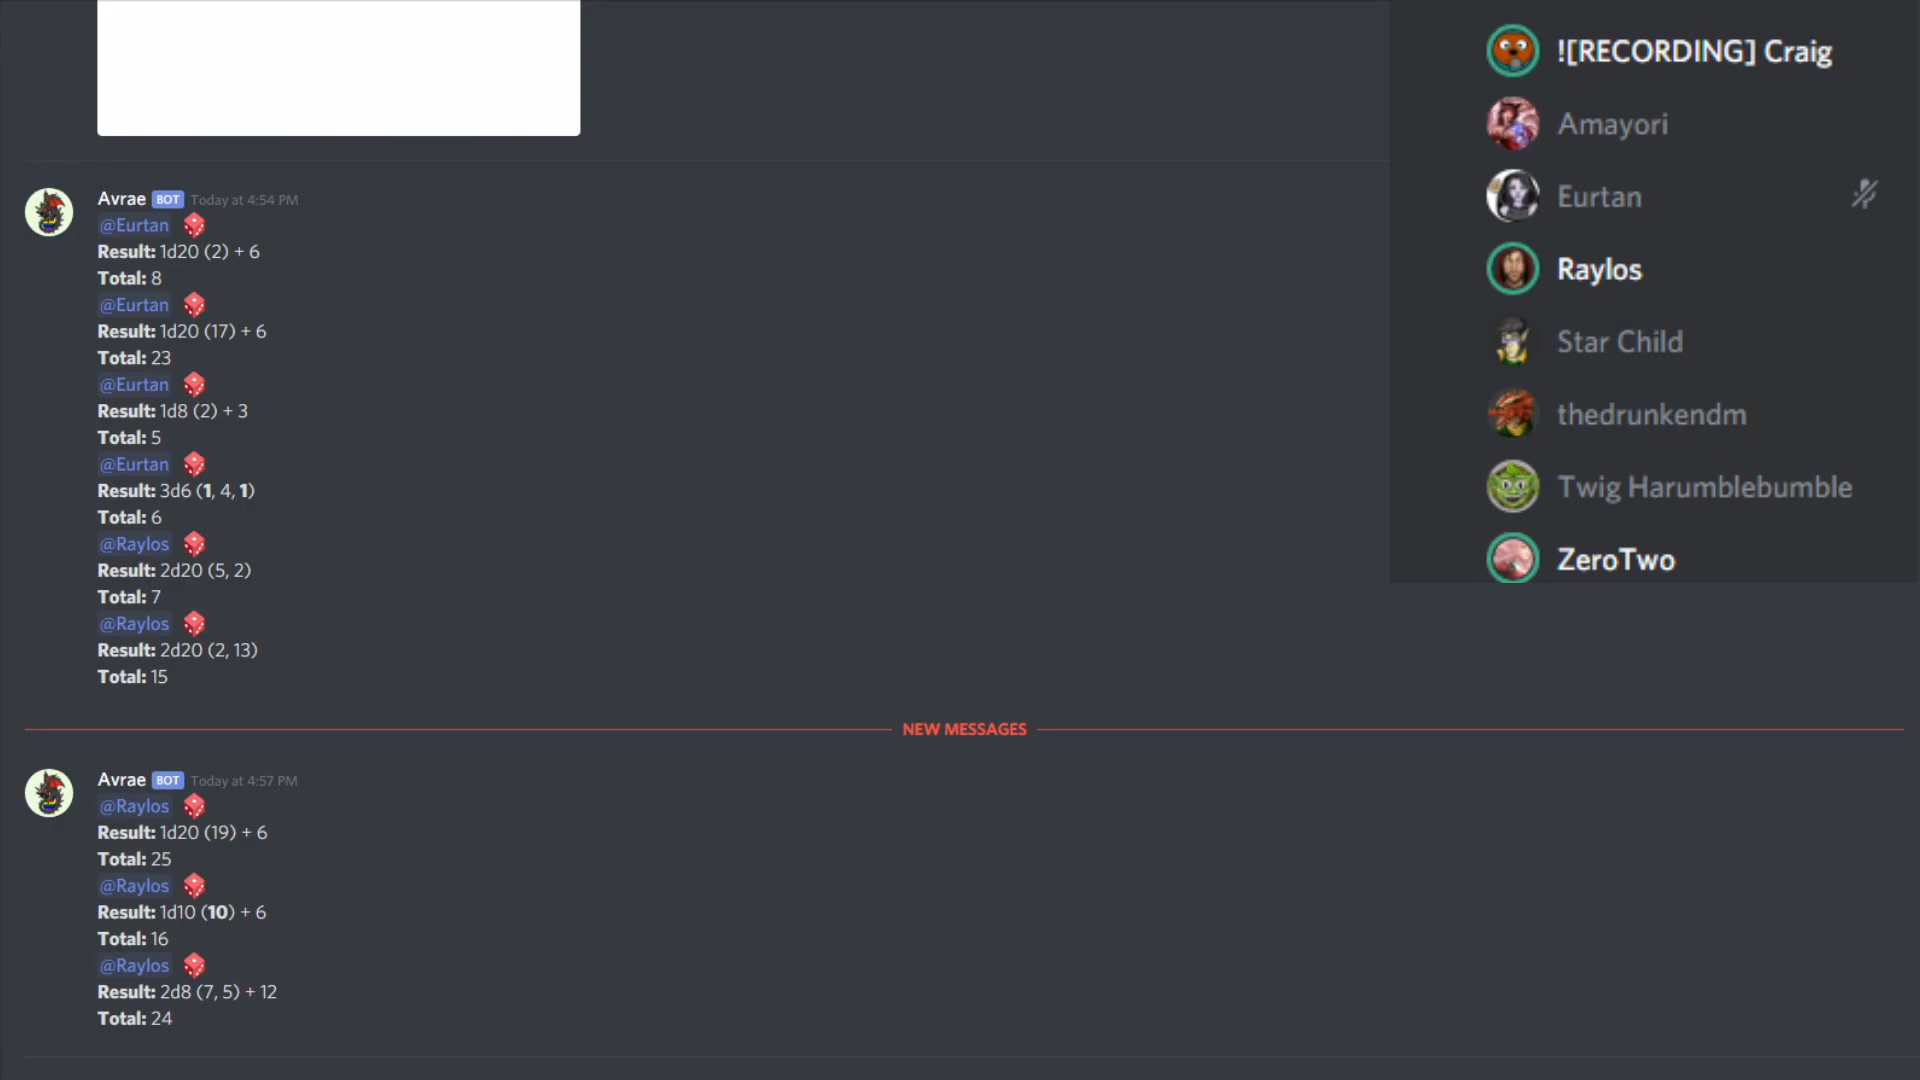 Avrae BOT Today at 4:54 PM
@Eurtan
Result: 1d20 (2) + 6
Total: 8
@Eurtan
Result: 1d20 (17) + 6
Total: 23
@Eurtan
Result: 1d8 (2) + 3
Total: 5
@Eurtan
Result: 3d6 (1, 4, 1)
Total: 6
@Raylos
Result: 2d20 (5, 2)
Total: 7
@Raylos
Result: 2d20 (2, 13)
Total: 15
NEW MESSAGES
Avrae BOT Today at 4:57 PM
@Raylos
Result: 1d20 (19) + 6
Total: 25
@Raylos
Result: 1d10 (10) + 6
Total: 16
@Raylos
Result: 2d8 (7, 5) + 12
Total: 24
![RECORDING] Craig
Amayori
Eurtan
Raylos
Star Child
thedrunkendm
Twig Harumblebumble
ZeroTwo